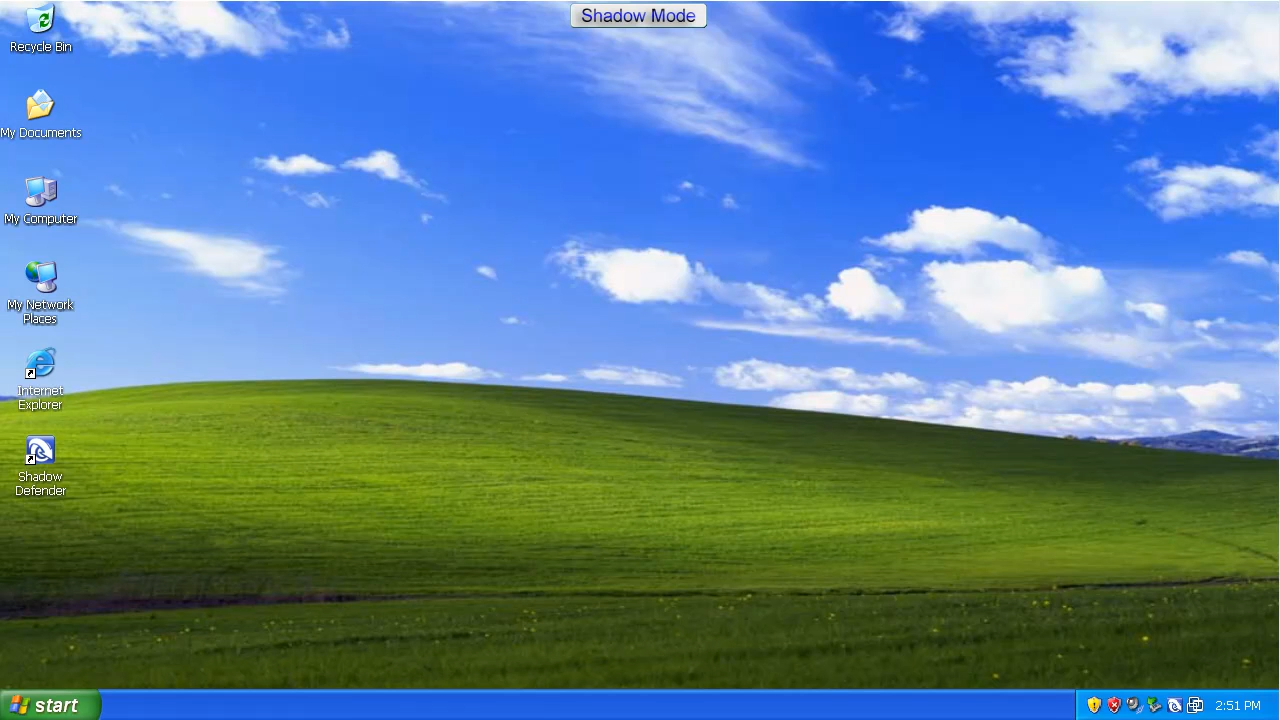 Shadow Mode
Recycle Bin
My Documents
My Computer
My Network
Places
Internet
Explorer
Shadow
Defender
start
2:51 PM